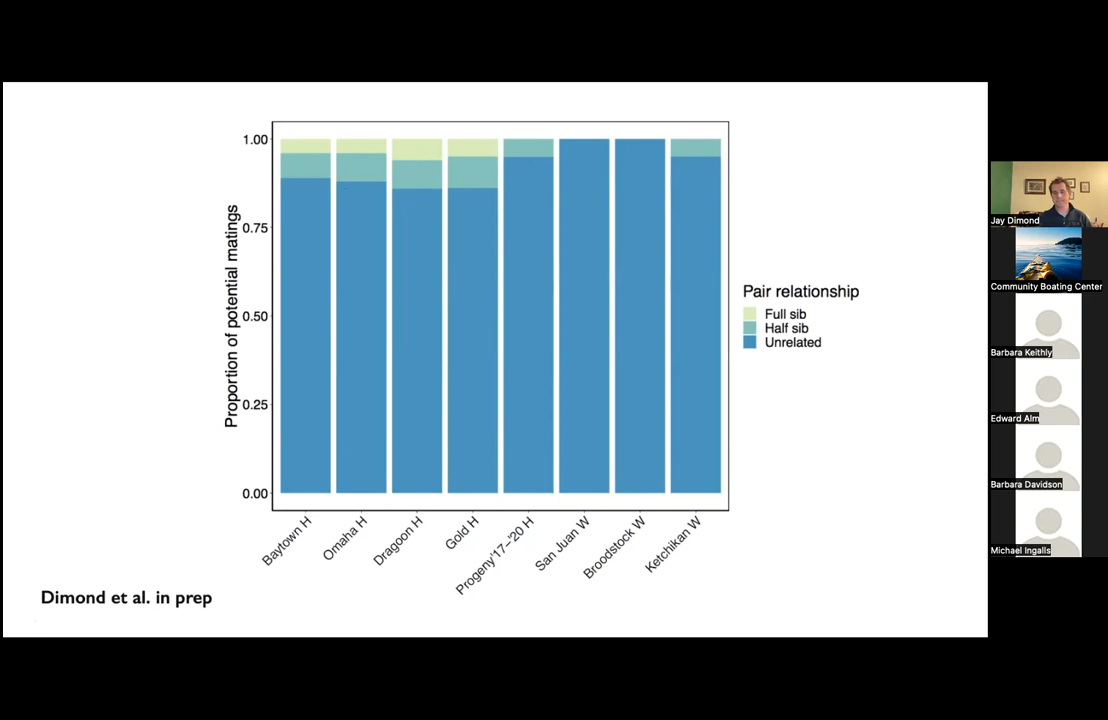 1.00
0.75
0.50
0.25
0.00
Proportion of potential matings
Baytown H
Omaha H
Dragoon H
Gold H
Progeny'17–'20 H
San Juan W
Broodstock W
Ketchikan W
Pair relationship
Full sib
Half sib
Unrelated
Dimond et al. in prep
Jay Dimond
Community Boating Center
Barbara Keithly
Edward Alm
Barbara Davidson
Michael Ingalls